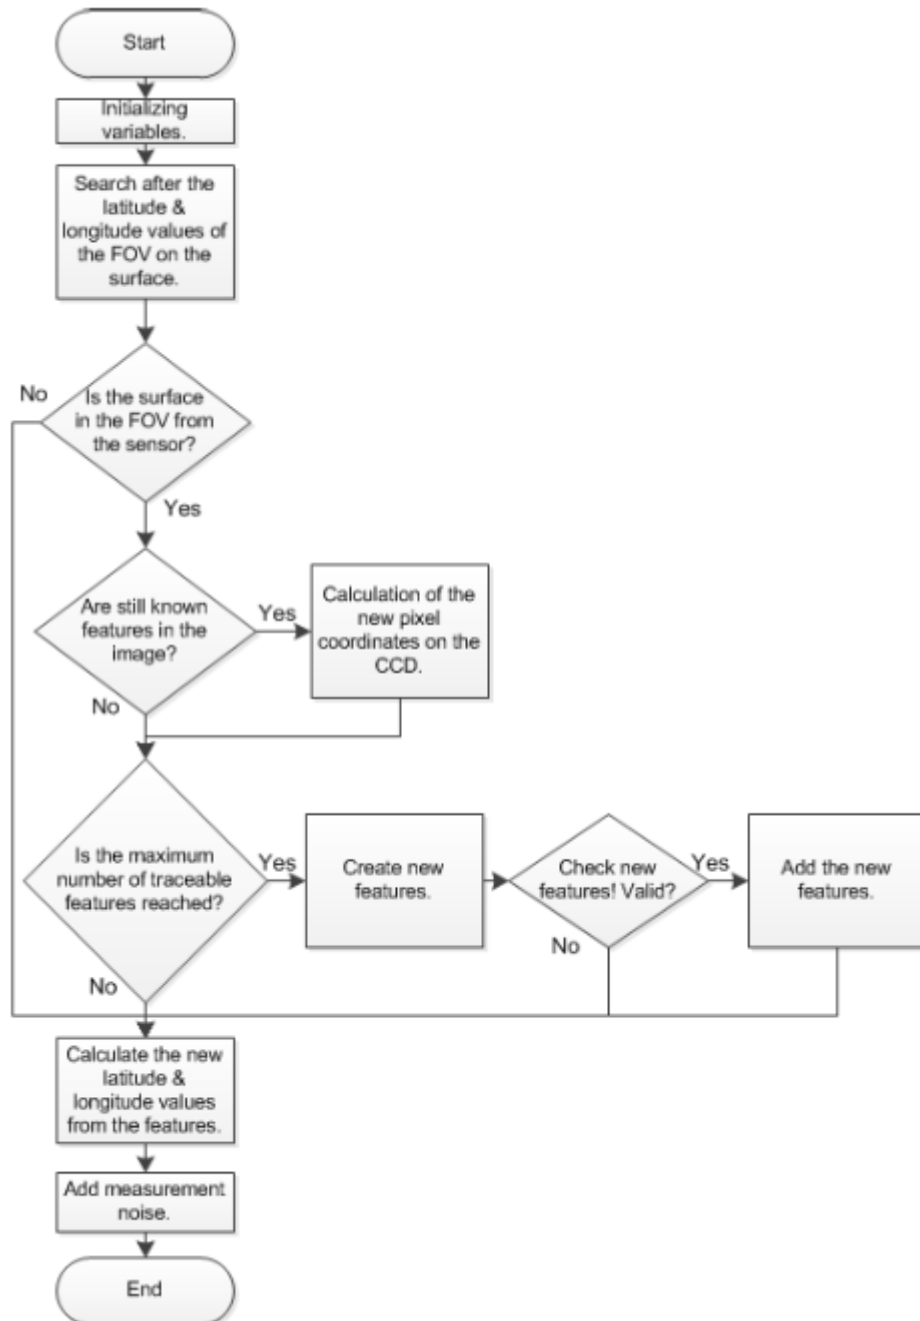 Start
Initializing
variables.
Search after the
latitude &
longitude values of
the FOV on the
surface.
No
Is the surface
in the FOV from
the sensor?
Yes
Are still known
features in the
image?
Yes
Calculation of the
new pixel
coordinates on the
CCD.
No
Is the maximum
number of traceable
features reached?
Yes
Create new
features.
Check new
features! Valid?
Yes
Add the new
features.
No
No
Calculate the new
latitude &
longitude values
from the features.
Add measurement
noise.
End